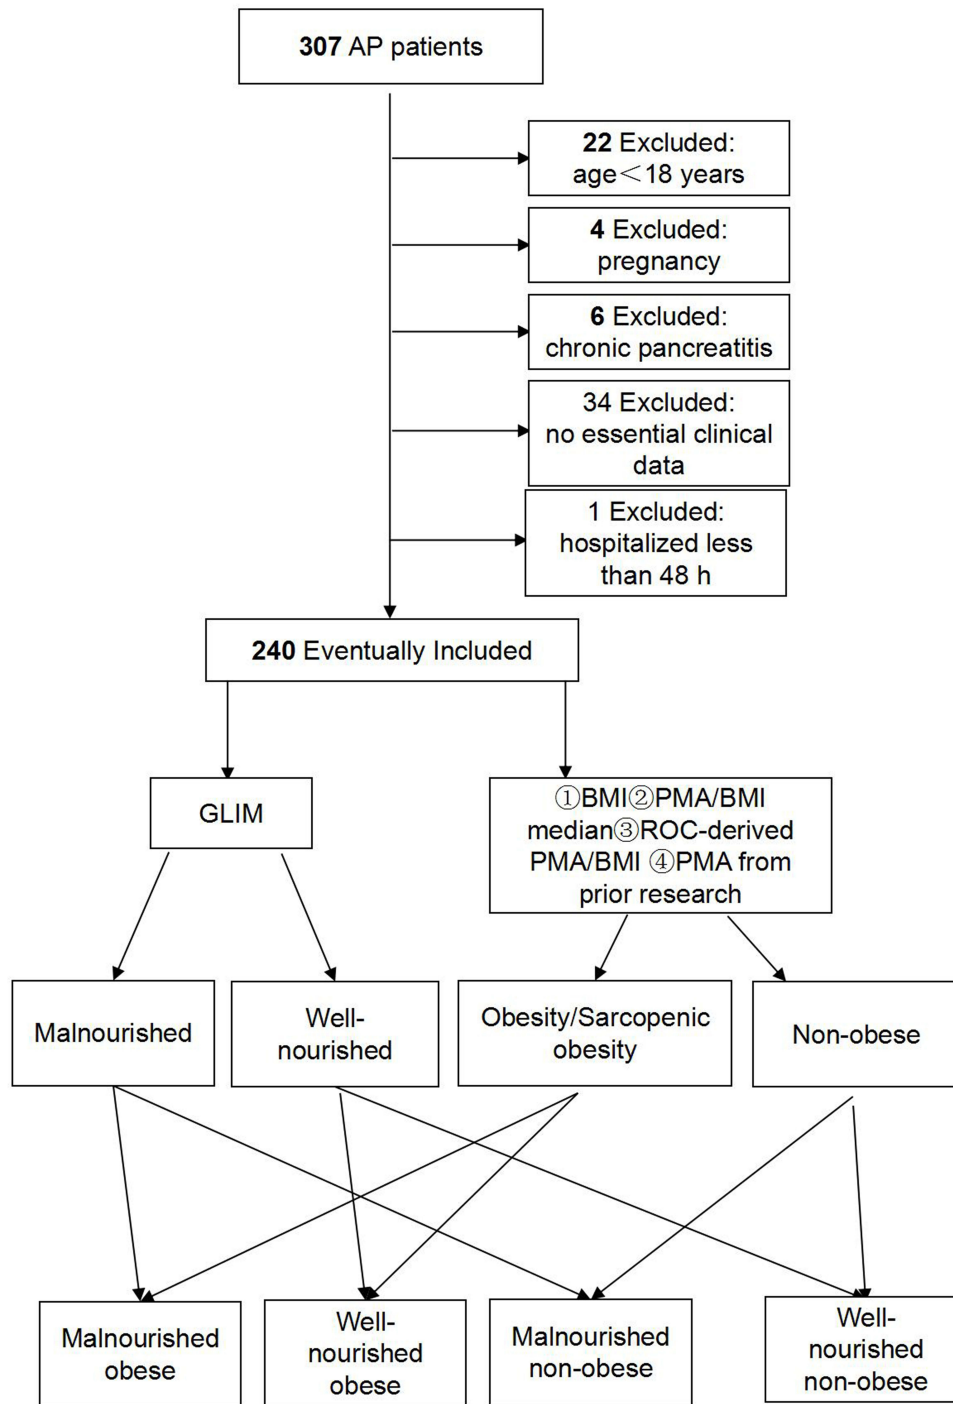 307 AP patients
22 Excluded:
age＜18 years
4 Excluded:
pregnancy
6 Excluded:
chronic pancreatitis
34 Excluded:
no essential clinical
data
1 Excluded:
hospitalized less
than 48 h
240 Eventually Included
GLIM
①BMI②PMA/BMI
median③ROC-derived
PMA/BMI ④PMA from
prior research
Malnourished
Well-
nourished
Obesity/Sarcopenic
obesity
Non-obese
Malnourished
obese
Well-
nourished
obese
Malnourished
non-obese
Well-
nourished
non-obese